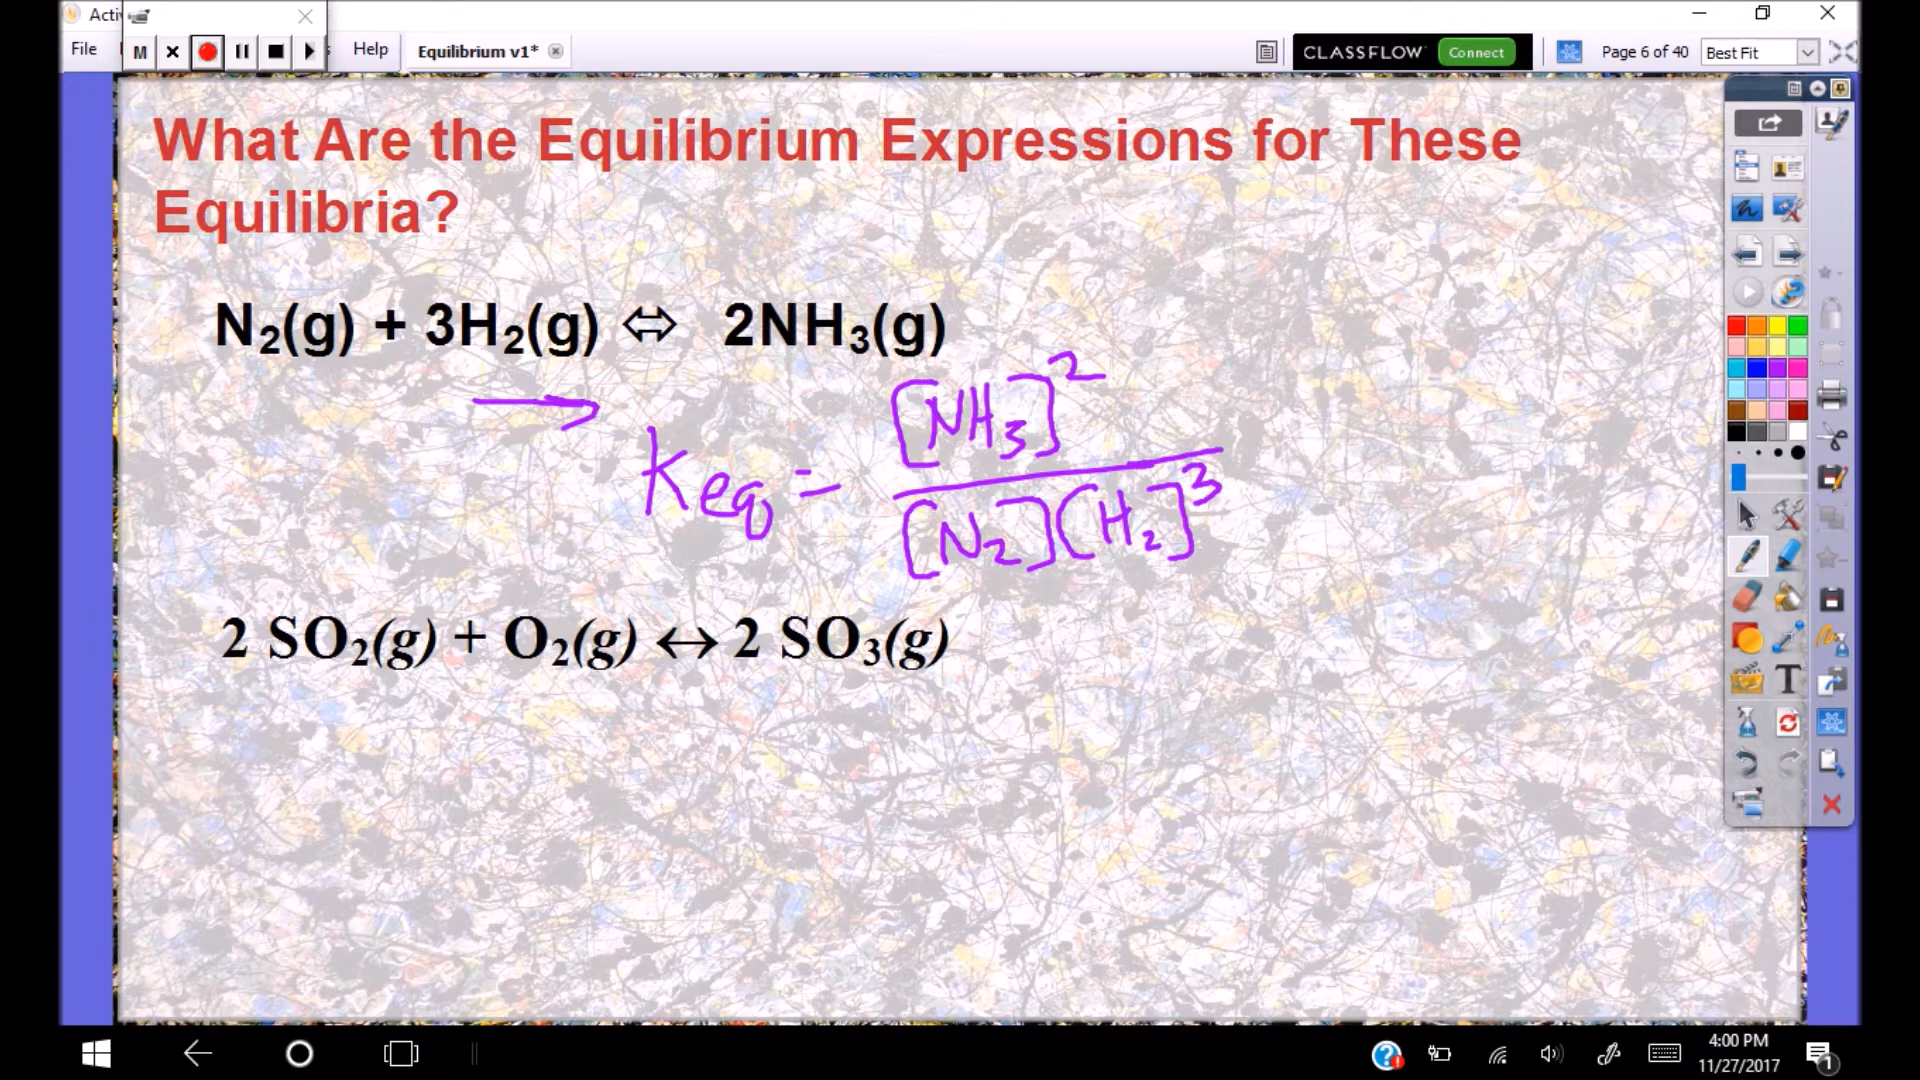 Activ
File Help Equilibrium v1* CLASSFLOW Connect Page 6 of 40 Best Fit
M
What Are the Equilibrium Expressions for These
Equilibria?
N₂(g) + 3H₂(g) ⇔ 2NH₃(g)
Keq = [NH₃]²
[N₂][H₂]³
2 SO₂(g) + O₂(g) ↔ 2 SO₃(g)
4:00 PM
11/27/2017
1